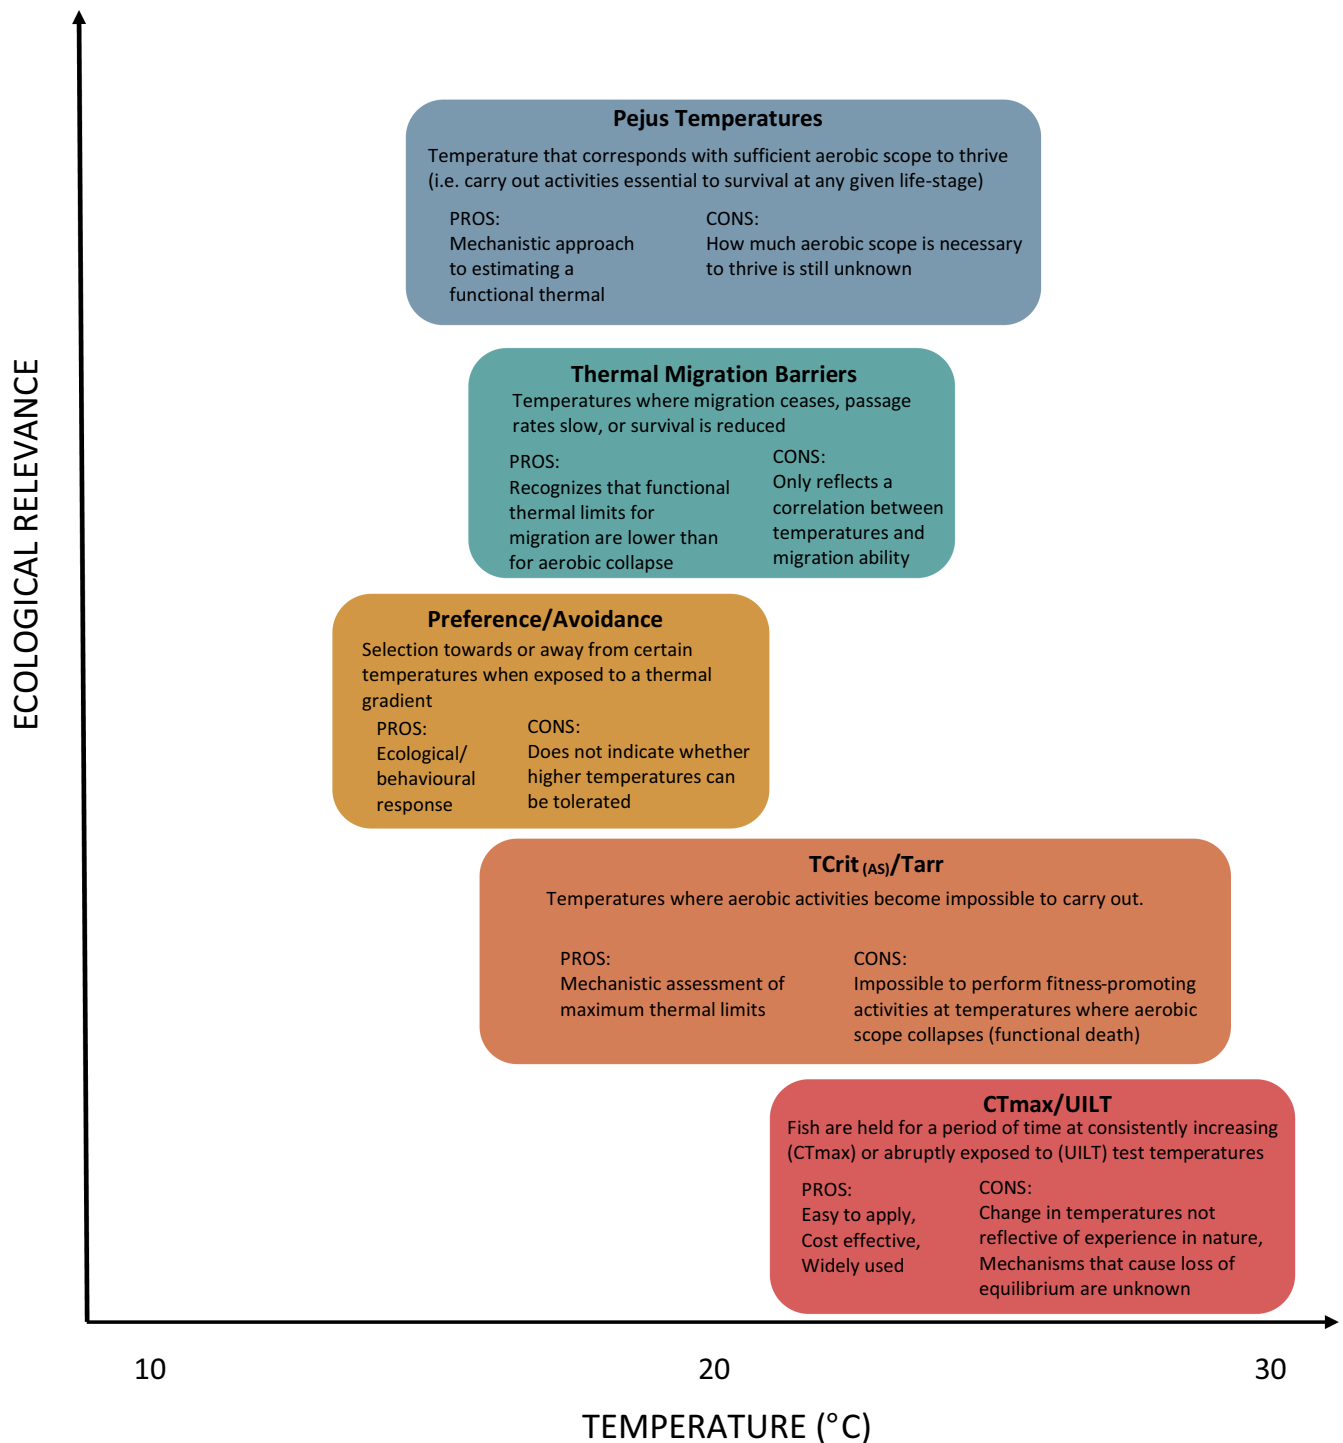 Pejus Temperatures
Temperature that corresponds with sufficient aerobic scope to thrive
(i.e. carry out activities essential to survival at any given life-stage)
PROS:
Mechanistic approach
to estimating a
functional thermal
CONS:
How much aerobic scope is necessary
to thrive is still unknown
Thermal Migration Barriers
Temperatures where migration ceases, passage
rates slow, or survival is reduced
PROS:
Recognizes that functional
thermal limits for
migration are lower than
for aerobic collapse
CONS:
Only reflects a
correlation between
temperatures and
migration ability
Preference/Avoidance
Selection towards or away from certain
temperatures when exposed to a thermal
gradient
PROS:
Ecological/
behavioural
response
CONS:
Does not indicate whether
higher temperatures can
be tolerated
TCrit (AS)/Tarr
Temperatures where aerobic activities become impossible to carry out.
PROS:
Mechanistic assessment of
maximum thermal limits
CONS:
Impossible to perform fitness-promoting
activities at temperatures where aerobic
scope collapses (functional death)
CTmax/UILT
Fish are held for a period of time at consistently increasing
(CTmax) or abruptly exposed to (UILT) test temperatures
PROS:
Easy to apply,
Cost effective,
Widely used
CONS:
Change in temperatures not
reflective of experience in nature,
Mechanisms that cause loss of
equilibrium are unknown
ECOLOGICAL RELEVANCE
10 20 30
TEMPERATURE (°C)